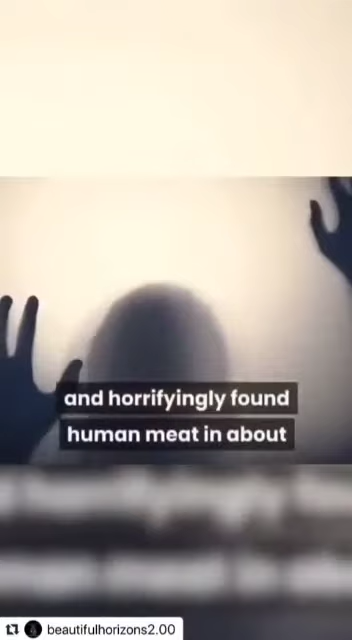 and horrifyingly found
human meat in about
beautifulhorizons2.00